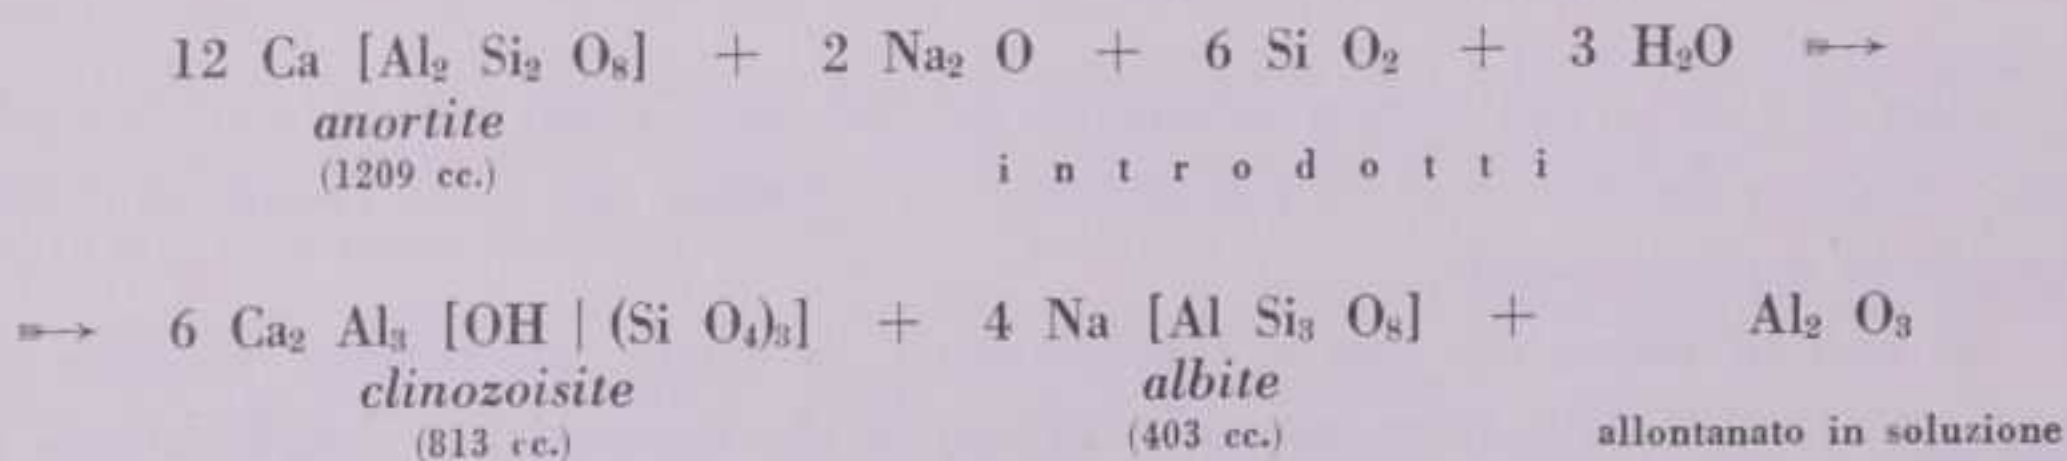 12 Ca [Al₂ Si₂ O₈] + 2 Na₂ O + 6 Si O₂ + 3 H₂O ⟶
anortite
(1209 cc.)
introdotti
⟶ 6 Ca₂ Al₃ [OH | (Si O₄)₃] + 4 Na [Al Si₃ O₈] + Al₂ O₃
clinozoisite albite
(813 cc.) (403 cc.) allontanato in soluzione